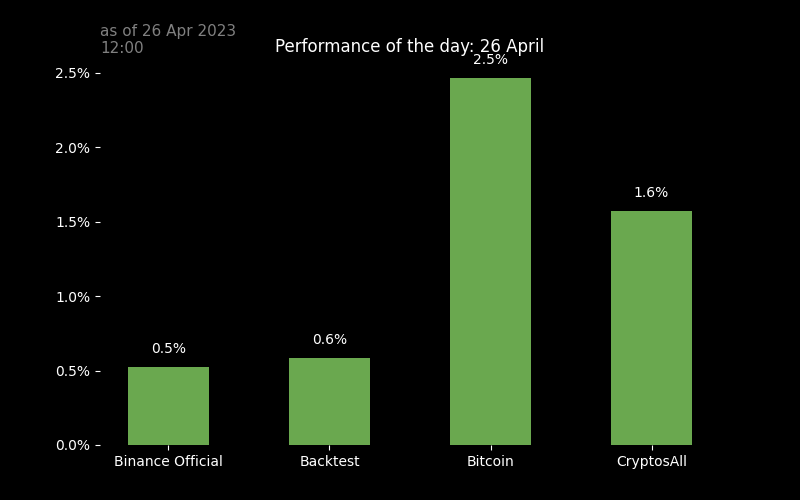 as of 26 Apr 2023
12:00
Performance of the day: 26 April
2.5%
2.5%
2.0%
1.6%
1.5%
1.0%
0.5%
0.6%
0.5%
0.0%
Binance Official
Backtest
Bitcoin
CryptosAll